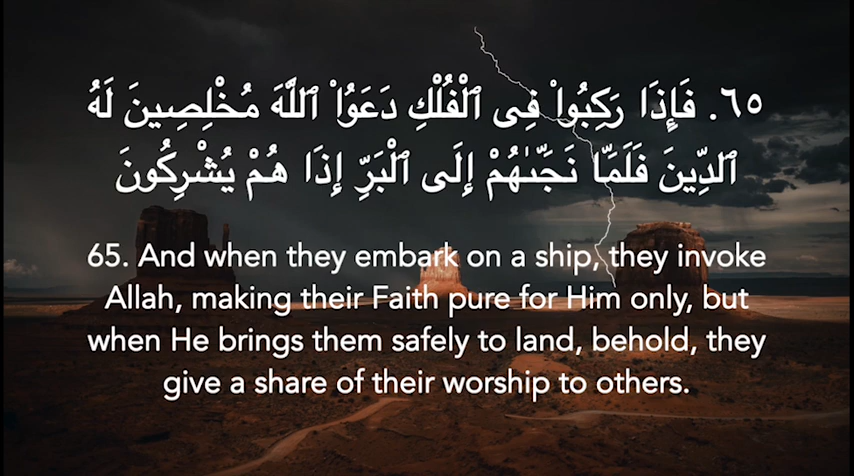 ٦٥. فَإِذَا رَكِبُوا۟ فِى ٱلْفُلْكِ دَعَوُا۟ ٱللَّهَ مُخْلِصِينَ لَهُ
ٱلدِّينَ فَلَمَّا نَجَّىٰهُمْ إِلَى ٱلْبَرِّ إِذَا هُمْ يُشْرِكُونَ
65. And when they embark on a ship, they invoke
Allah, making their Faith pure for Him only, but
when He brings them safely to land, behold, they
give a share of their worship to others.